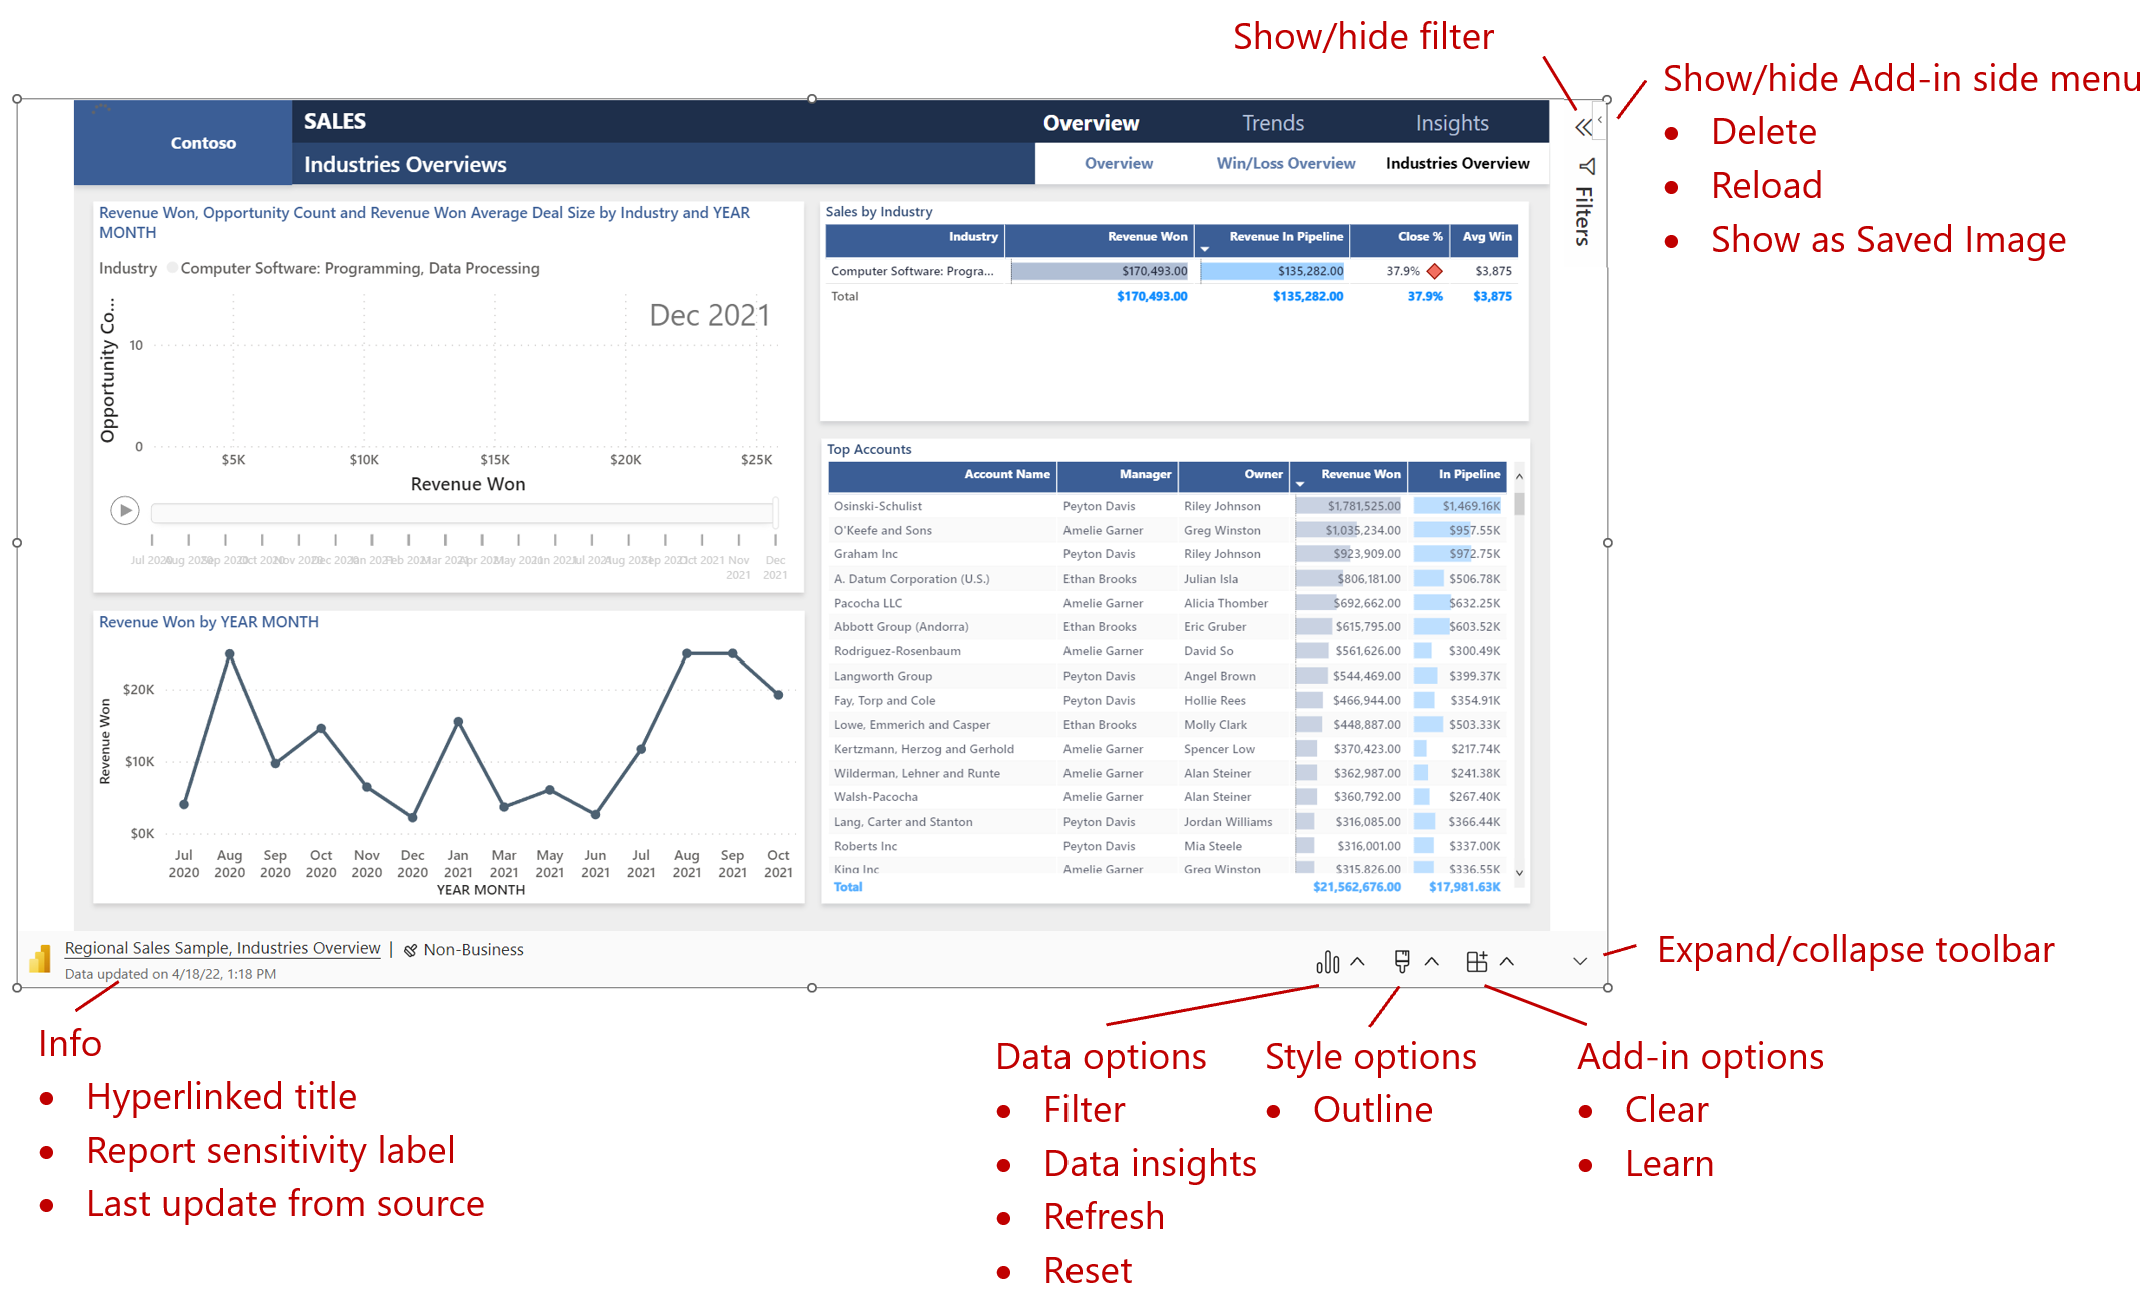 Show/hide filter
Show/hide Add-in side menu
• Delete
• Reload
• Show as Saved Image
Contoso
SALES
Industries Overviews
Overview Trends Insights
Overview Win/Loss Overview Industries Overview
Filters
Revenue Won, Opportunity Count and Revenue Won Average Deal Size by Industry and YEAR
MONTH
Industry Computer Software: Programming, Data Processing
Dec 2021
Opportunity Co...
10
0
$5K $10K $15K $20K $25K
Revenue Won
Jul 2020 Aug 2020 Sep 2020 Oct 2020 Nov 2020 Dec 2020 Jan 2021 Feb 2021 Mar 2021 Apr 2021 May 2021 Jun 2021 Jul 2021 Aug 2021 Sep 2021 Oct 2021 Nov Dec
2021 2021
Revenue Won by YEAR MONTH
Revenue Won
$20K
$10K
$0K
Jul Aug Sep Oct Nov Dec Jan Mar May Jun Jul Aug Sep Oct
2020 2020 2020 2020 2020 2020 2021 2021 2021 2021 2021 2021 2021 2021
YEAR MONTH
Sales by Industry
Industry Revenue Won Revenue In Pipeline Close % Avg Win
Computer Software: Progra... $170,493.00 $135,282.00 37.9% $3,875
Total $170,493.00 $135,282.00 37.9% $3,875
Top Accounts
Account Name Manager Owner Revenue Won In Pipeline
Osinski-Schulist Peyton Davis Riley Johnson $1,781,525.00 $1,469.16K
O'Keefe and Sons Amelie Garner Greg Winston $1,035,234.00 $957.55K
Graham Inc Peyton Davis Riley Johnson $923,909.00 $972.75K
A. Datum Corporation (U.S.) Ethan Brooks Julian Isla $806,181.00 $506.78K
Pacocha LLC Amelie Garner Alicia Thomber $692,662.00 $632.25K
Abbott Group (Andorra) Ethan Brooks Eric Gruber $615,795.00 $603.52K
Rodriguez-Rosenbaum Amelie Garner David So $561,626.00 $300.49K
Langworth Group Peyton Davis Angel Brown $544,469.00 $399.37K
Fay, Torp and Cole Peyton Davis Hollie Rees $466,944.00 $354.91K
Lowe, Emmerich and Casper Ethan Brooks Molly Clark $448,887.00 $503.33K
Kertzmann, Herzog and Gerhold Amelie Garner Spencer Low $370,423.00 $217.74K
Wilderman, Lehner and Runte Amelie Garner Alan Steiner $362,987.00 $241.38K
Walsh-Pacocha Amelie Garner Alan Steiner $360,792.00 $267.40K
Lang, Carter and Stanton Peyton Davis Jordan Williams $316,085.00 $366.44K
Roberts Inc Peyton Davis Mia Steele $316,001.00 $337.00K
King Inc Amelie Garner Greg Winston $315,826.00 $336.55K
Total $21,562,676.00 $17,981.63K
Regional Sales Sample, Industries Overview | Non-Business
Data updated on 4/18/22, 1:18 PM
Expand/collapse toolbar
Info
• Hyperlinked title
• Report sensitivity label
• Last update from source
Data options
• Filter
• Data insights
• Refresh
• Reset
Style options
• Outline
Add-in options
• Clear
• Learn